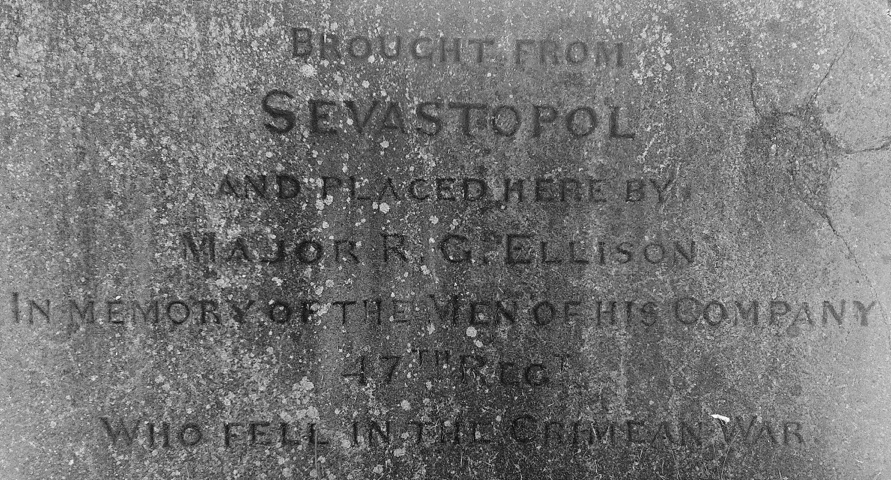 BROUGHT FROM
SEVASTOPOL
AND PLACED HERE BY
MAJOR R. G. ELLISON
IN MEMORY OF THE MEN OF HIS COMPANY
47TH REGT
WHO FELL IN THE CRIMEAN WAR.